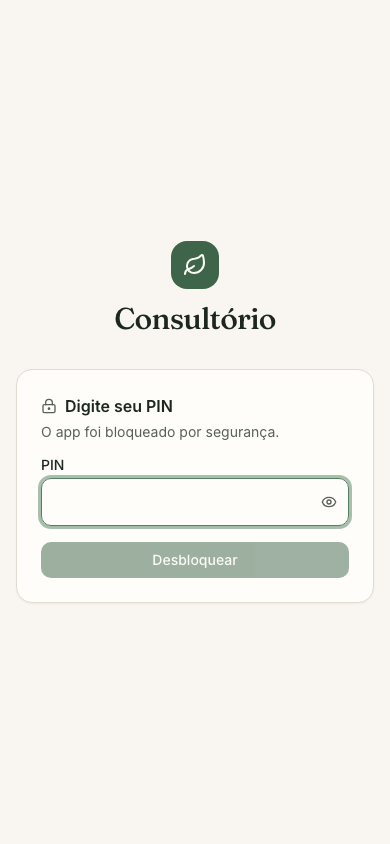 Consultório
Digite seu PIN
O app foi bloqueado por segurança.
PIN
Desbloquear